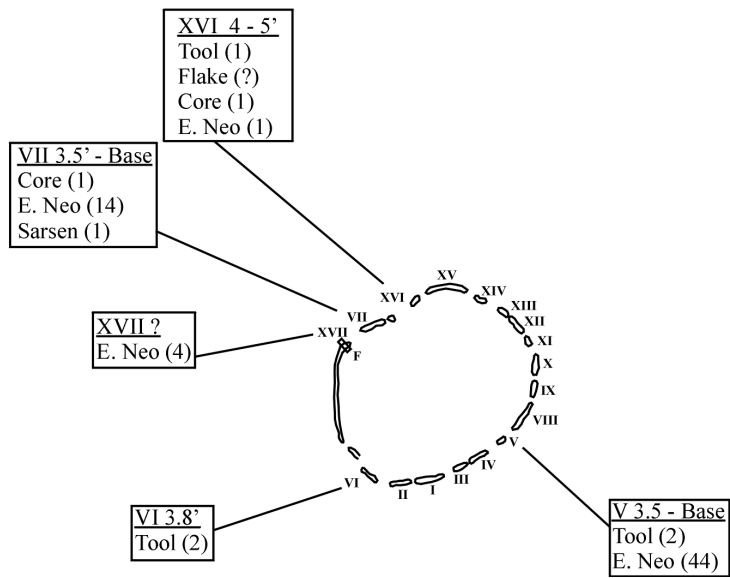 XVI 4 - 5’
Tool (1)
Flake (?)
Core (1)
E. Neo (1)
VII 3.5’ - Base
Core (1)
E. Neo (14)
Sarsen (1)
XVII ?
E. Neo (4)
VI 3.8’
Tool (2)
V 3.5 - Base
Tool (2)
E. Neo (44)
XV
XVI
XIV
XIII
XII
XI
X
IX
VIII
V
IV
III
I
II
VI
VII
XVII
F